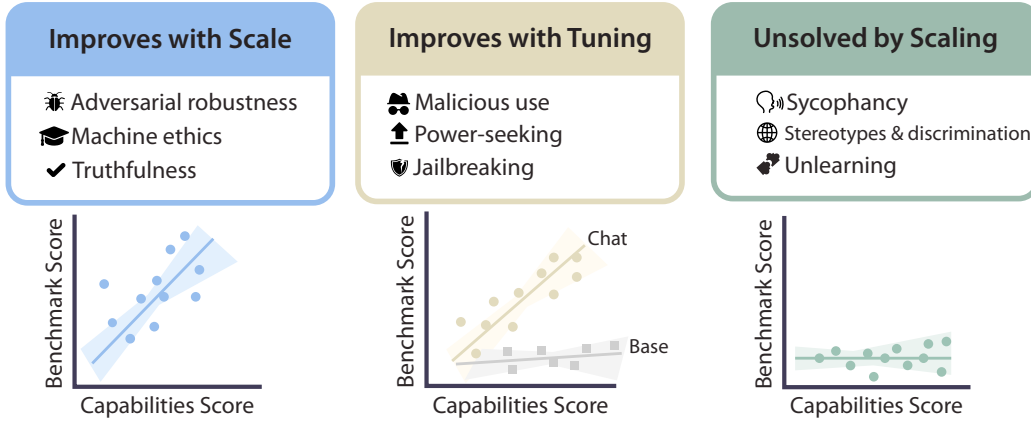 Improves with Scale
Adversarial robustness
Machine ethics
Truthfulness
Improves with Tuning
Malicious use
Power-seeking
Jailbreaking
Unsolved by Scaling
Sycophancy
Stereotypes & discrimination
Unlearning
Benchmark Score
Capabilities Score
Benchmark Score
Chat
Base
Capabilities Score
Benchmark Score
Capabilities Score